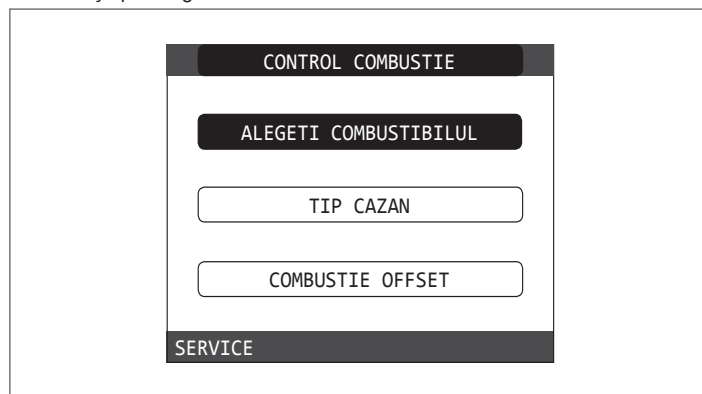 CONTROL COMBUSTIE
ALEGETI COMBUSTIBILUL
TIP CAZAN
COMBUSTIE OFFSET
SERVICE